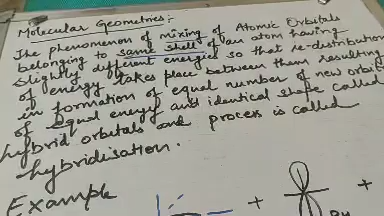 Molecular Geometries:-
The phenomenon of mixing of Atomic Orbitals
belonging to same shell of an atom having
slightly different energies so that re-distribution
of energy takes place between them resulting
in formation of equal number of new orbitals
of equal energy and identical shape called
hybrid orbitals and process is called
hybridisation.
Example
+ +